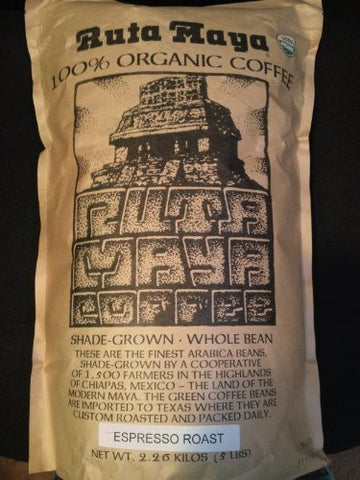 Ruta Maya
100% ORGANIC COFFEE
RUTA
MAYA
COFFEE
SHADE-GROWN · WHOLE BEAN
THESE ARE THE FINEST ARABICA BEANS,
SHADE-GROWN BY A COOPERATIVE
OF 1,500 FARMERS IN THE HIGHLANDS
OF CHIAPAS, MEXICO – THE LAND OF THE
MODERN MAYA. THE GREEN COFFEE BEANS
ARE IMPORTED TO TEXAS WHERE THEY ARE
CUSTOM ROASTED AND PACKED DAILY.
ESPRESSO ROAST
NET WT. 2.26 KILOS (5 LBS)